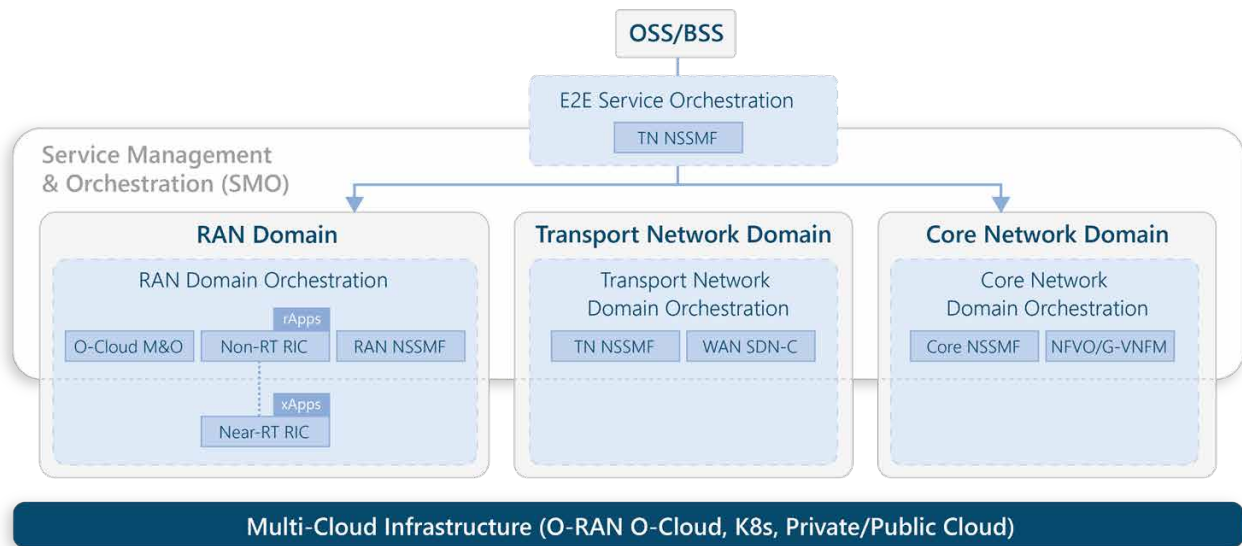 OSS/BSS
E2E Service Orchestration
TN NSSMF
Service Management
& Orchestration (SMO)
RAN Domain
RAN Domain Orchestration
rApps
O-Cloud M&O
Non-RT RIC
RAN NSSMF
xApps
Near-RT RIC
Transport Network Domain
Transport Network
Domain Orchestration
TN NSSMF
WAN SDN-C
Core Network Domain
Core Network
Domain Orchestration
Core NSSMF
NFVO/G-VNFM
Multi-Cloud Infrastructure (O-RAN O-Cloud, K8s, Private/Public Cloud)